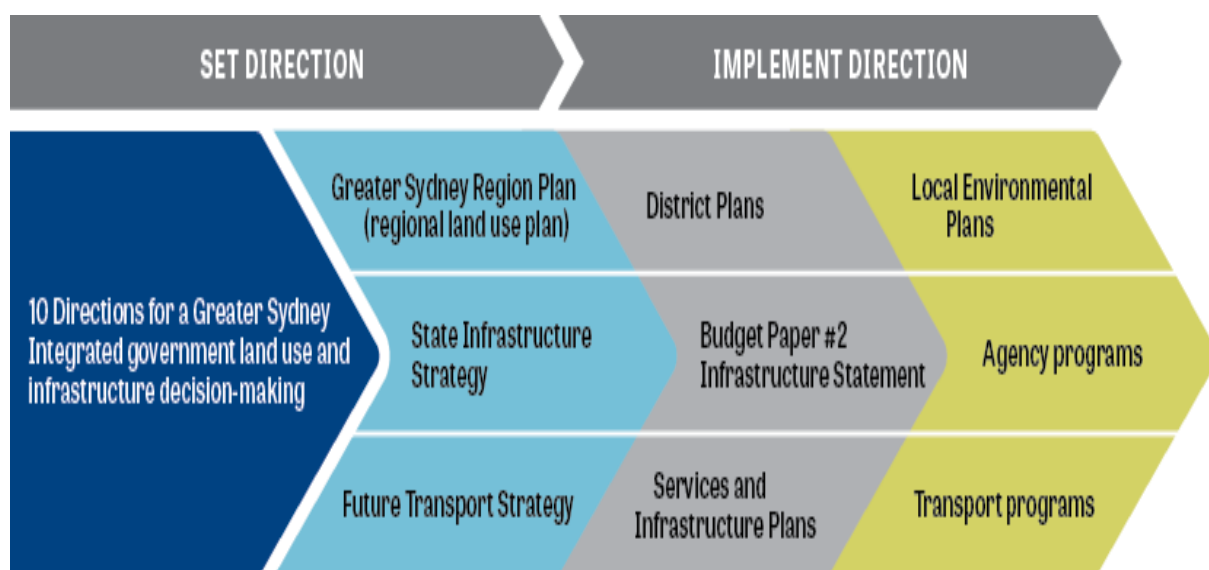 SET DIRECTION
IMPLEMENT DIRECTION
10 Directions for a Greater Sydney
Integrated government land use and
infrastructure decision-making
Greater Sydney Region Plan
(regional land use plan)
District Plans
Local Environmental
Plans
State Infrastructure
Strategy
Budget Paper #2
Infrastructure Statement
Agency programs
Future Transport Strategy
Services and
Infrastructure Plans
Transport programs